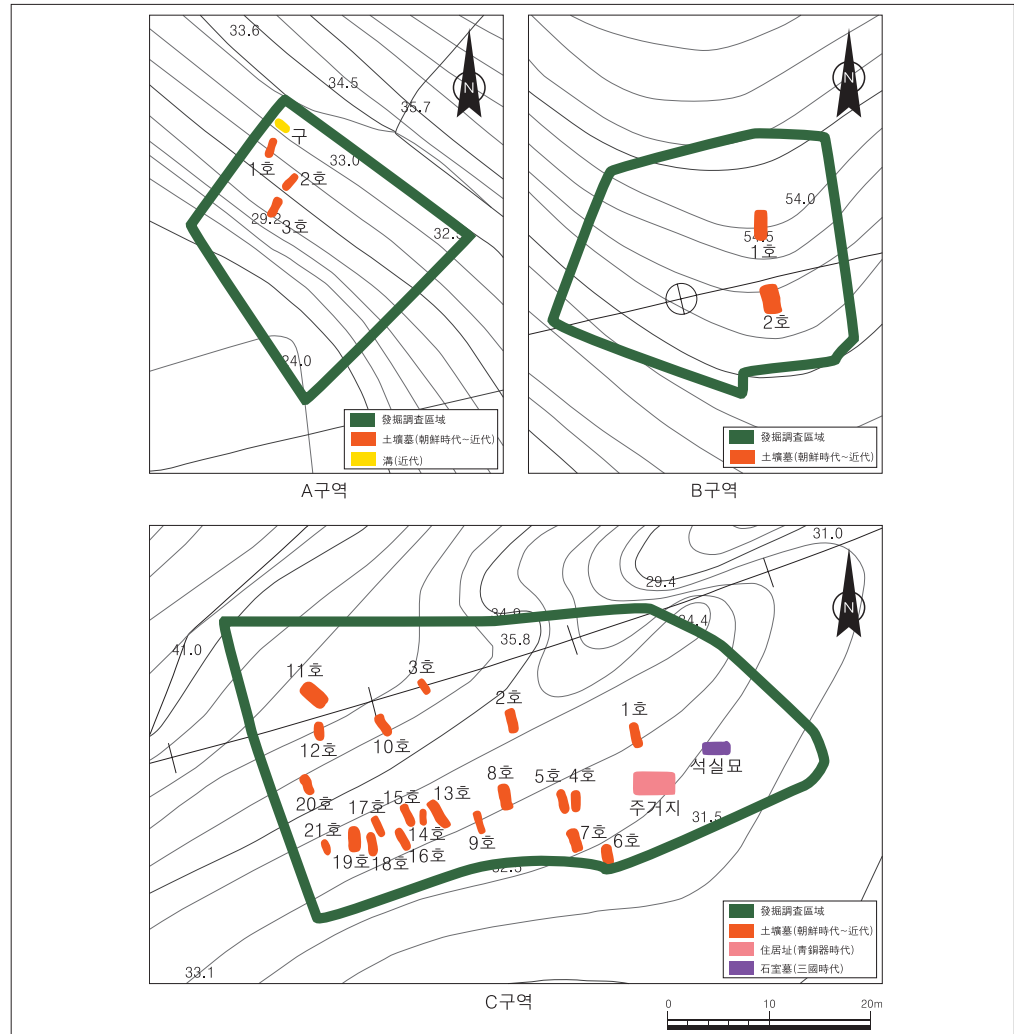 33.6
34.5
35.7
N
구
1호
33.0
2호
29.2
3호
32.5
24.0
發掘調査區域
土壙墓(朝鮮時代~近代)
溝(近代)
A구역
N
54.0
54.5
1호
2호
發掘調査區域
土壙墓(朝鮮時代~近代)
B구역
31.0
29.4
N
34.9
34.4
35.8
41.0
11호
3호
2호
1호
12호
10호
석실묘
20호
8호
5호
4호
주거지
17호
15호
13호
31.5
21호
14호
9호
7호
6호
19호
18호
16호
32.5
33.1
發掘調査區域
土壙墓(朝鮮時代~近代)
住居址(靑銅器時代)
石室墓(三國時代)
C구역
0
10
20m